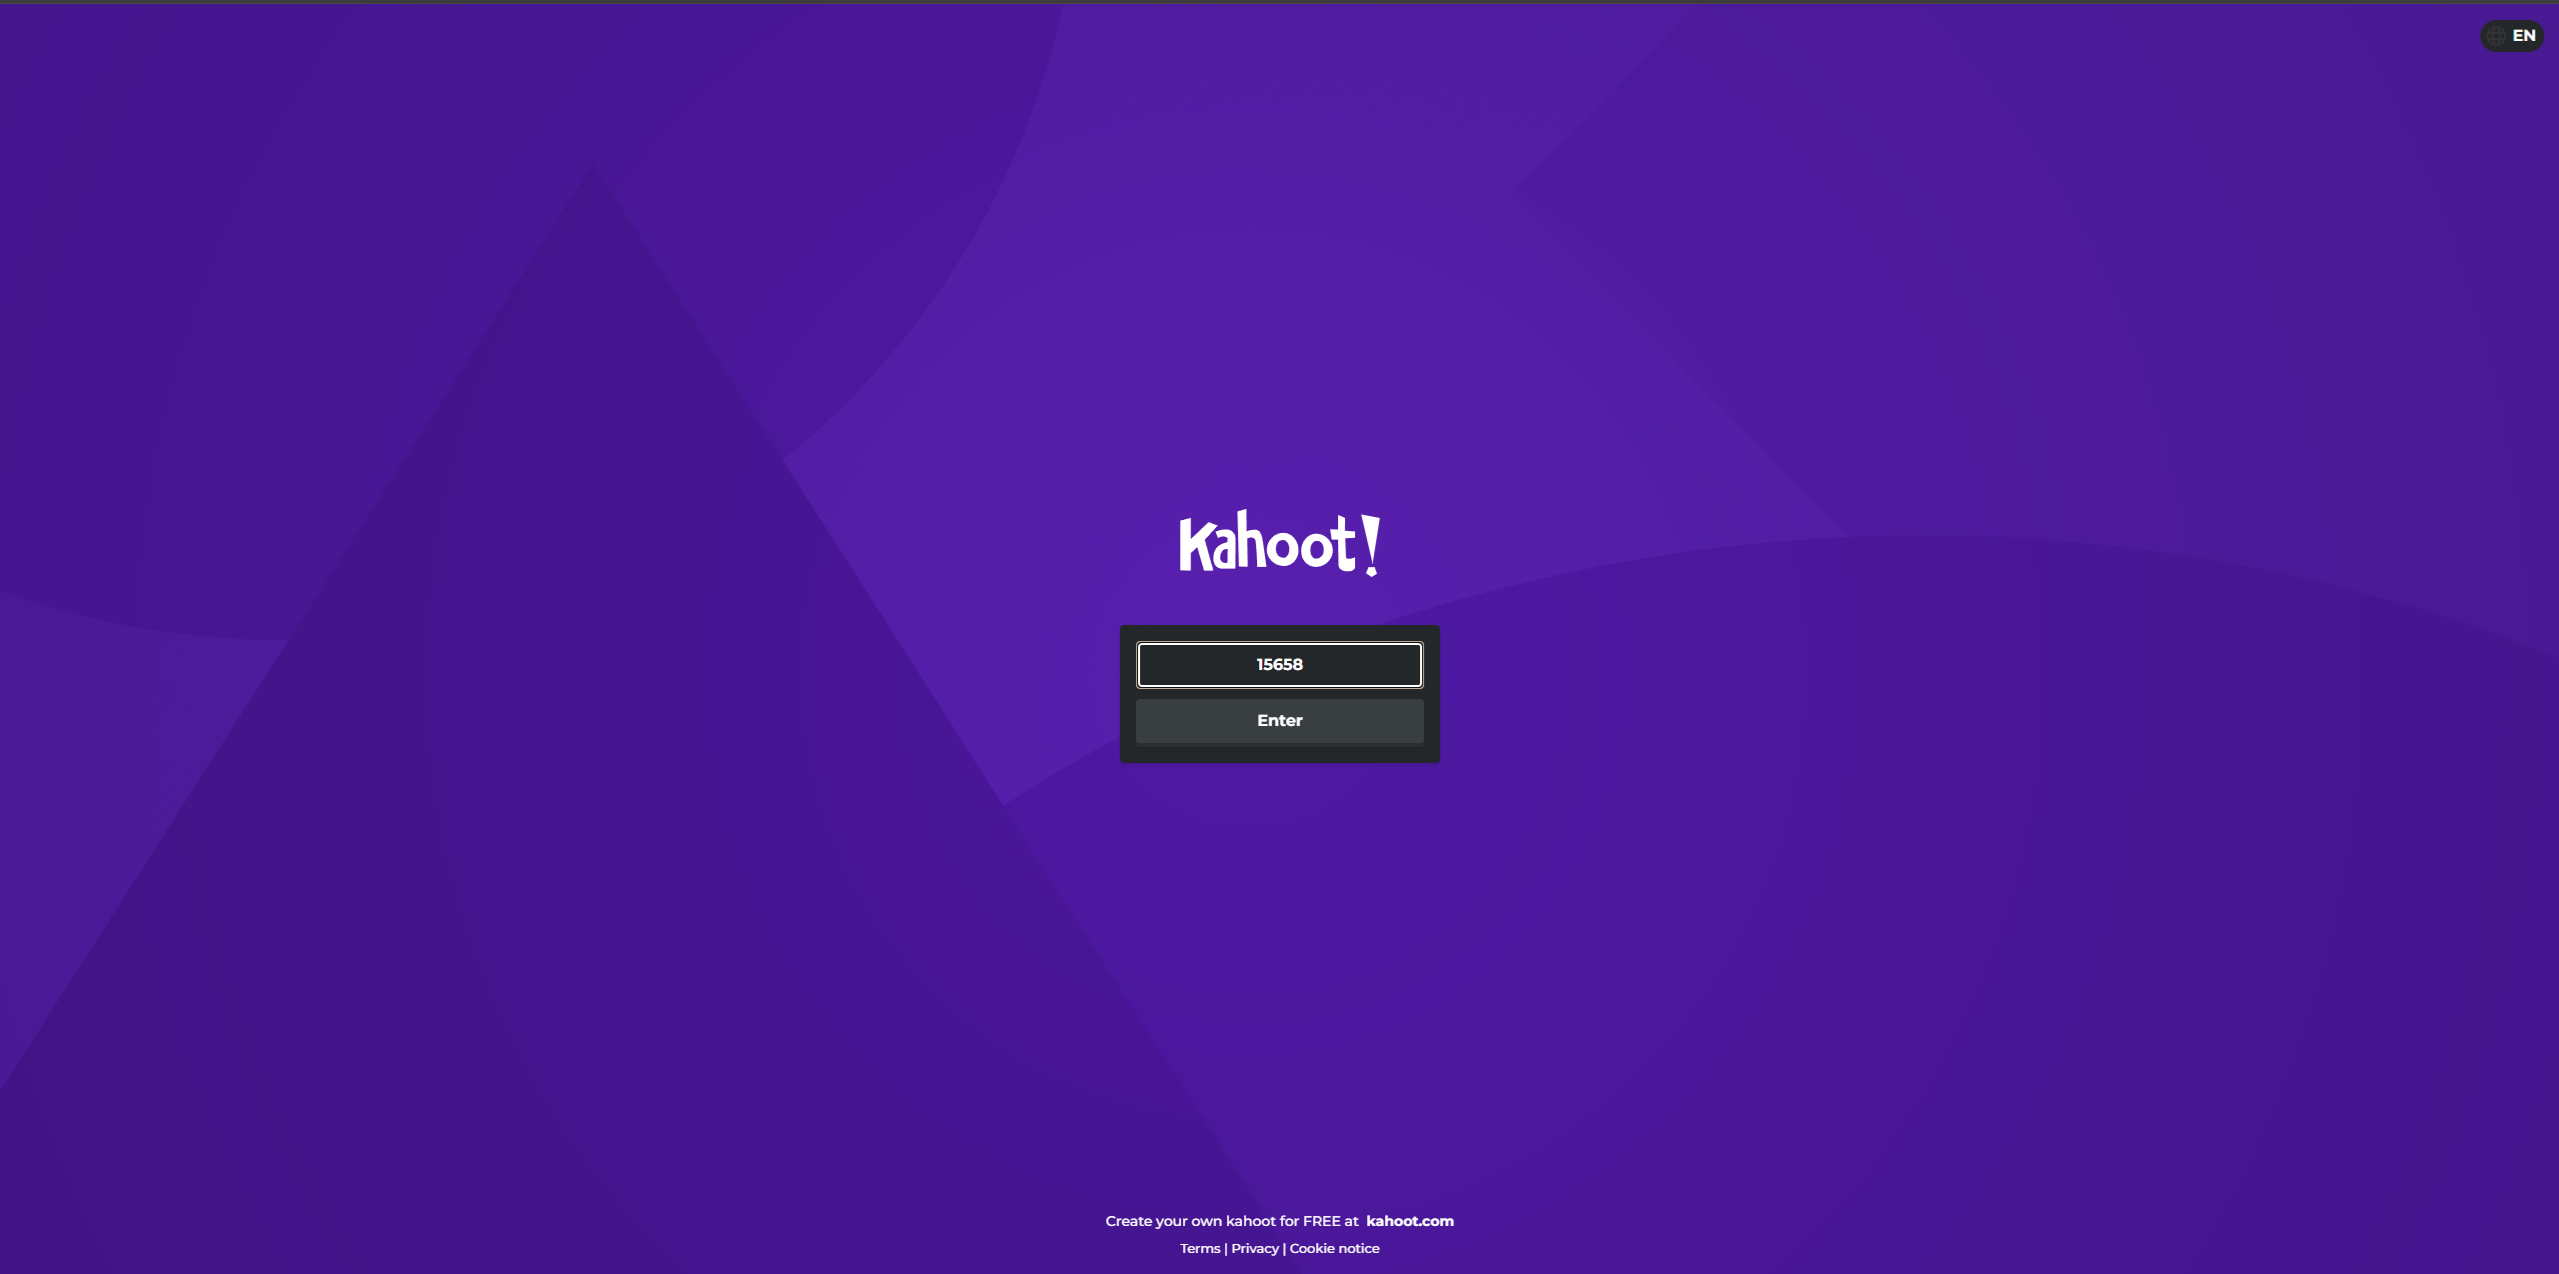 EN
Kahoot!
15658
Enter
Create your own kahoot for FREE at kahoot.com
Terms | Privacy | Cookie notice